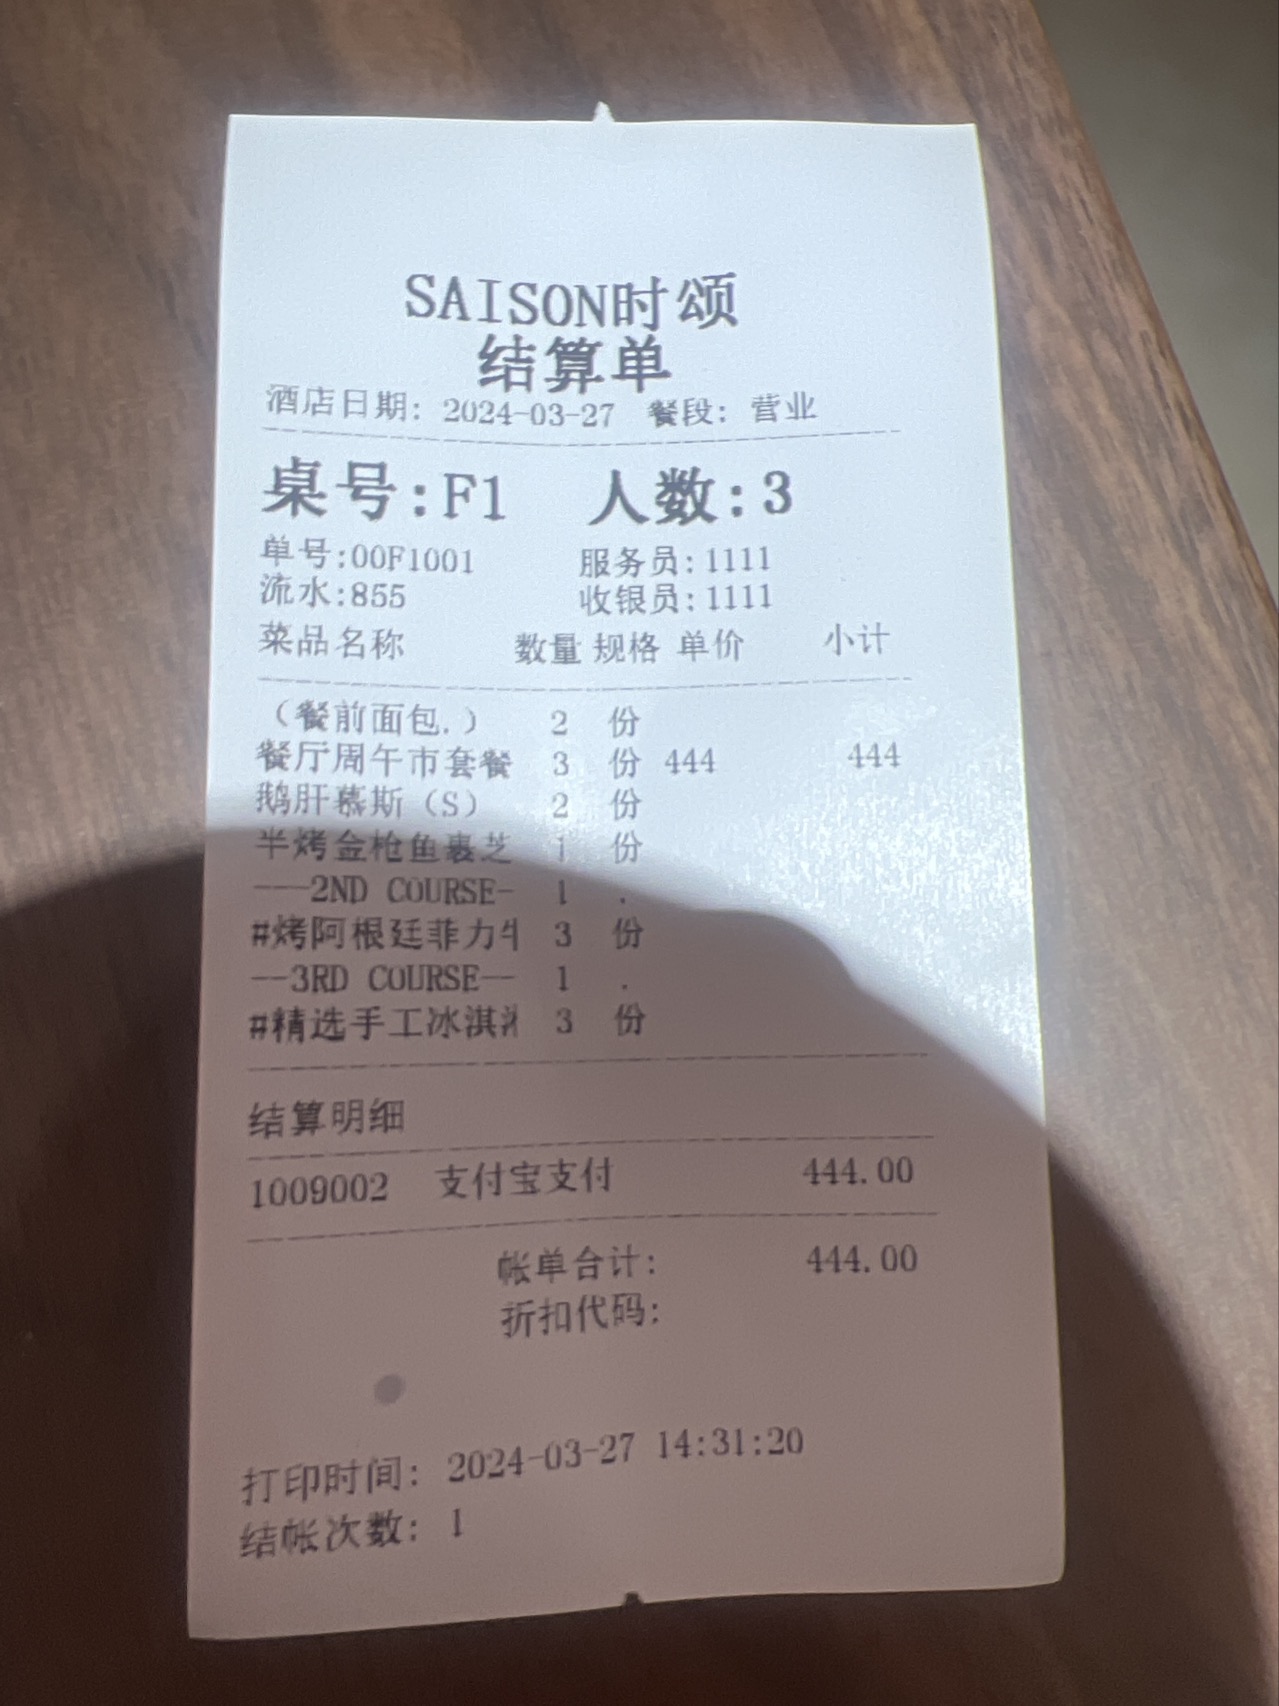 SAISON时颂
结算单
酒店日期: 2024-03-27 餐段: 营业
桌号:F1 人数:3
单号:00F1001 服务员:1111
流水:855 收银员:1111
菜品名称 数量 规格 单价 小计
（餐前面包.） 2 份
餐厅周午市套餐 3 份 444 444
鹅肝慕斯（S） 2 份
半烤金枪鱼裹芝 1 份
---2ND COURSE- 1 .
#烤阿根廷菲力牛 3 份
--3RD COURSE-- 1 .
#精选手工冰淇淋 3 份
结算明细
1009002 支付宝支付 444.00
帐单合计: 444.00
折扣代码:
打印时间: 2024-03-27 14:31:20
结帐次数: 1